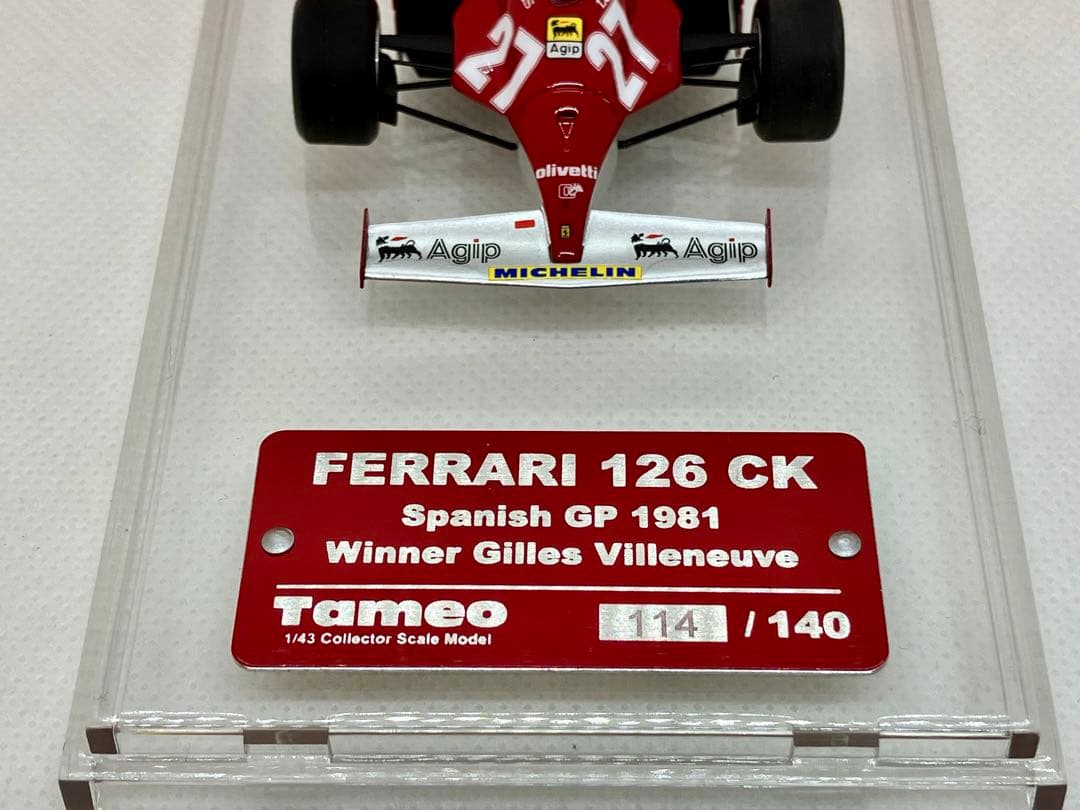 27
Agip
27
olivetti
Agip
Agip
MICHELIN
FERRARI 126 CK
Spanish GP 1981
Winner Gilles Villeneuve
Tameo
1/43 Collector Scale Model
114 / 140